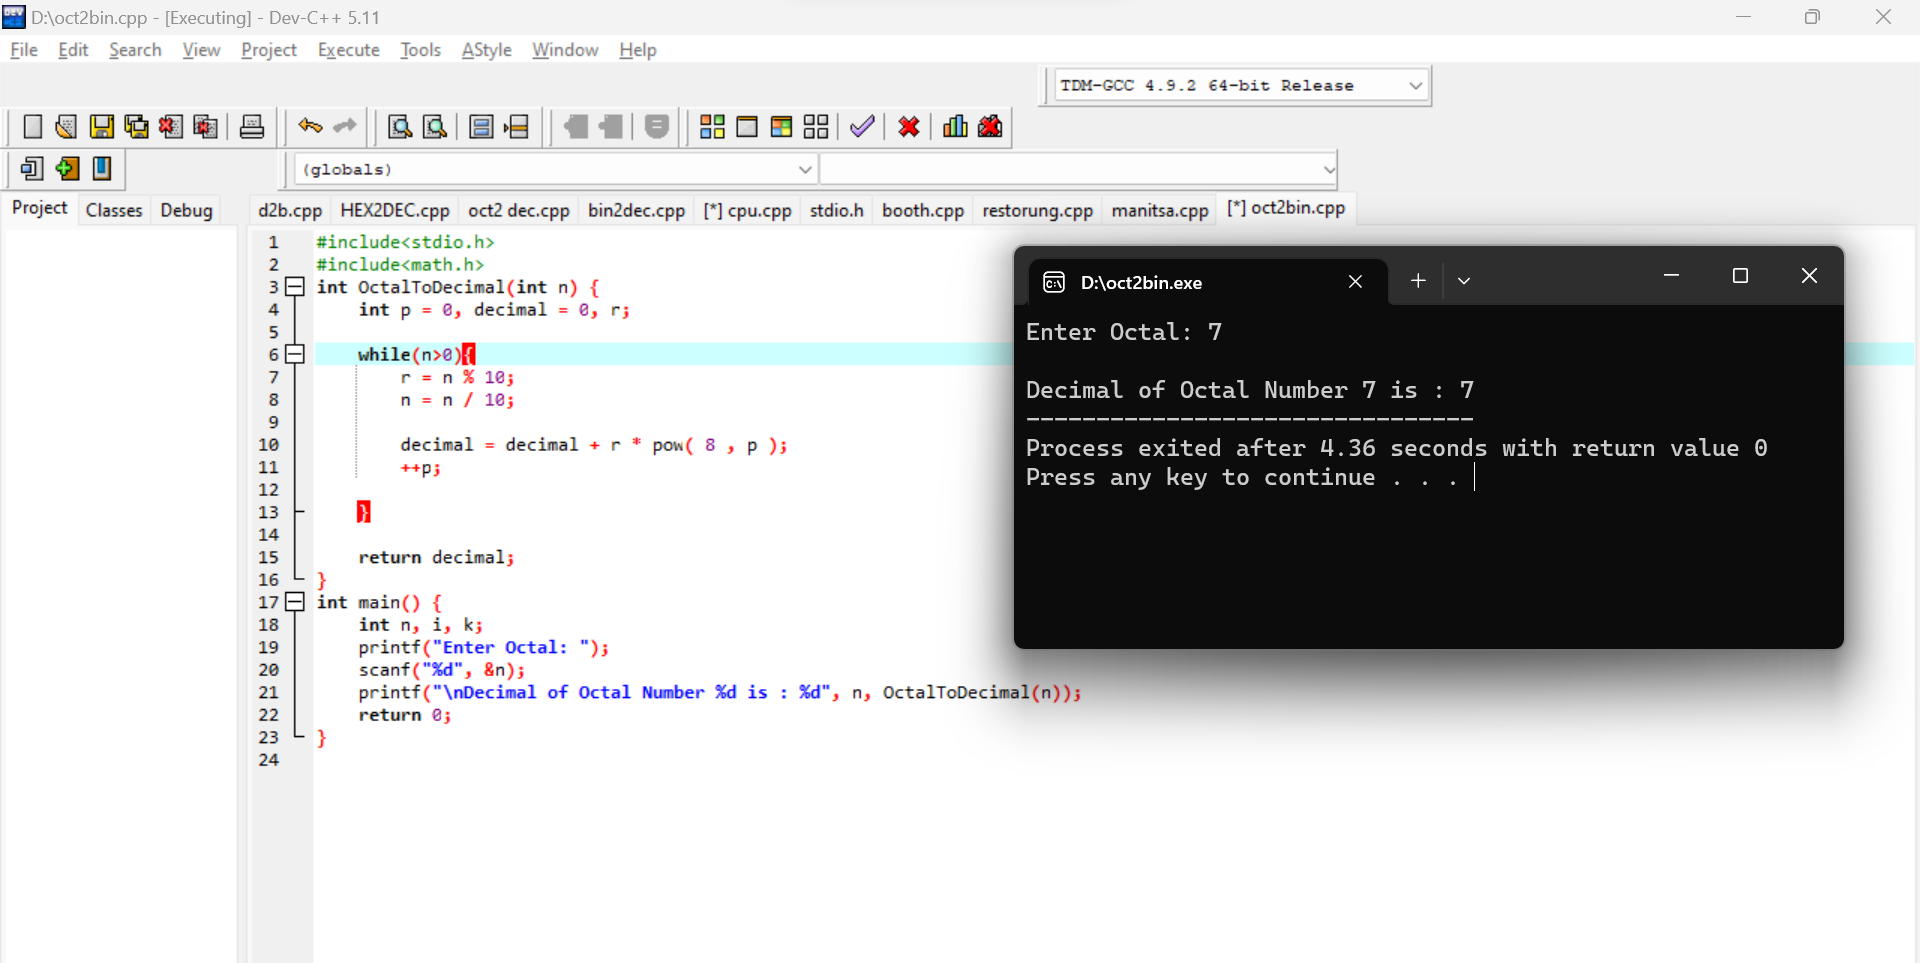 D:\oct2bin.cpp - [Executing] - Dev-C++ 5.11
File Edit Search View Project Execute Tools AStyle Window Help
TDM-GCC 4.9.2 64-bit Release
(globals)
Project Classes Debug
d2b.cpp HEX2DEC.cpp oct2 dec.cpp bin2dec.cpp [*] cpu.cpp stdio.h booth.cpp restorung.cpp manitsa.cpp [*] oct2bin.cpp
1 #include<stdio.h>
2 #include<math.h>
3 int OctalToDecimal(int n) {
4 int p = 0, decimal = 0, r;
5
6 while(n>0){
7 r = n % 10;
8 n = n / 10;
9
10 decimal = decimal + r * pow( 8 , p );
11 ++p;
12
13 }
14
15 return decimal;
16 }
17 int main() {
18 int n, i, k;
19 printf("Enter Octal: ");
20 scanf("%d", &n);
21 printf("\nDecimal of Octal Number %d is : %d", n, OctalToDecimal(n));
22 return 0;
23 }
24
D:\oct2bin.exe
Enter Octal: 7
Decimal of Octal Number 7 is : 7
--------------------------------
Process exited after 4.36 seconds with return value 0
Press any key to continue . . .